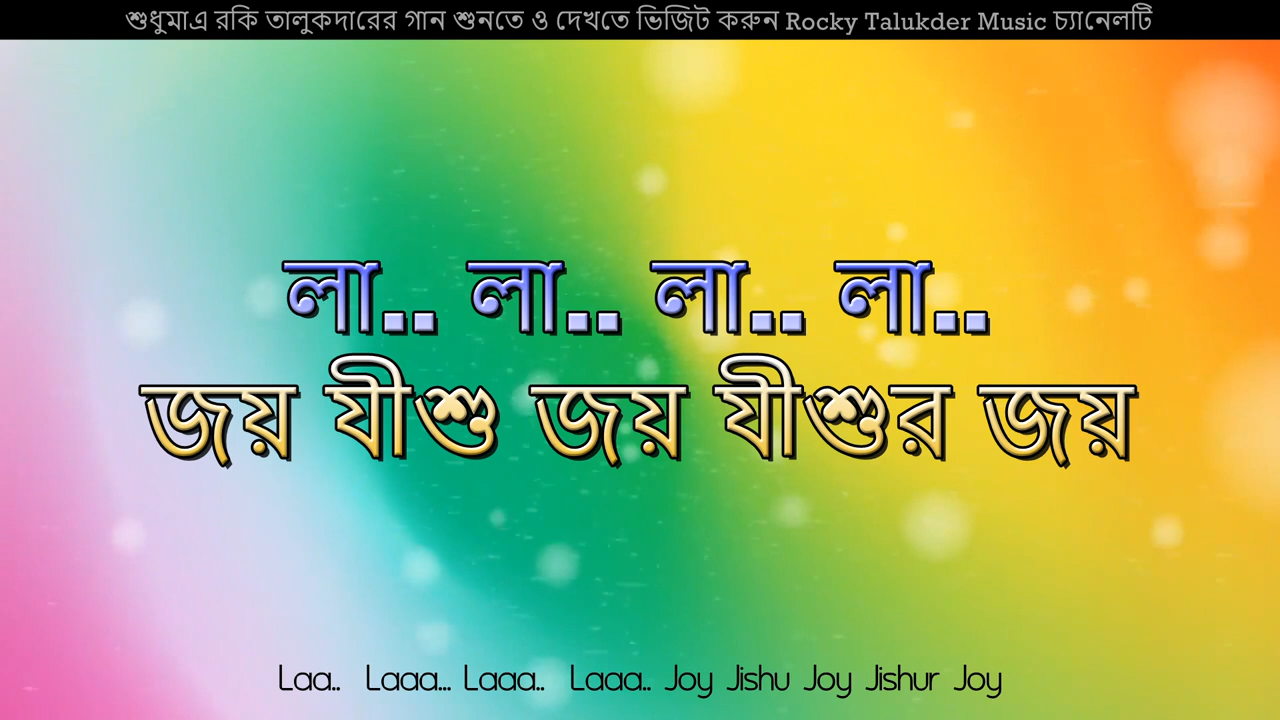 শুধুমাএ রকি তালুকদারের গান শুনতে ও দেখতে ভিজিট করুন Rocky Talukder Music চ্যানেলটি
লা.. লা.. লা.. লা..
জয় যীশু জয় যীশুর জয়
Laa.. Laaa... Laaa.. Laaa.. Joy Jishu Joy Jishur Joy